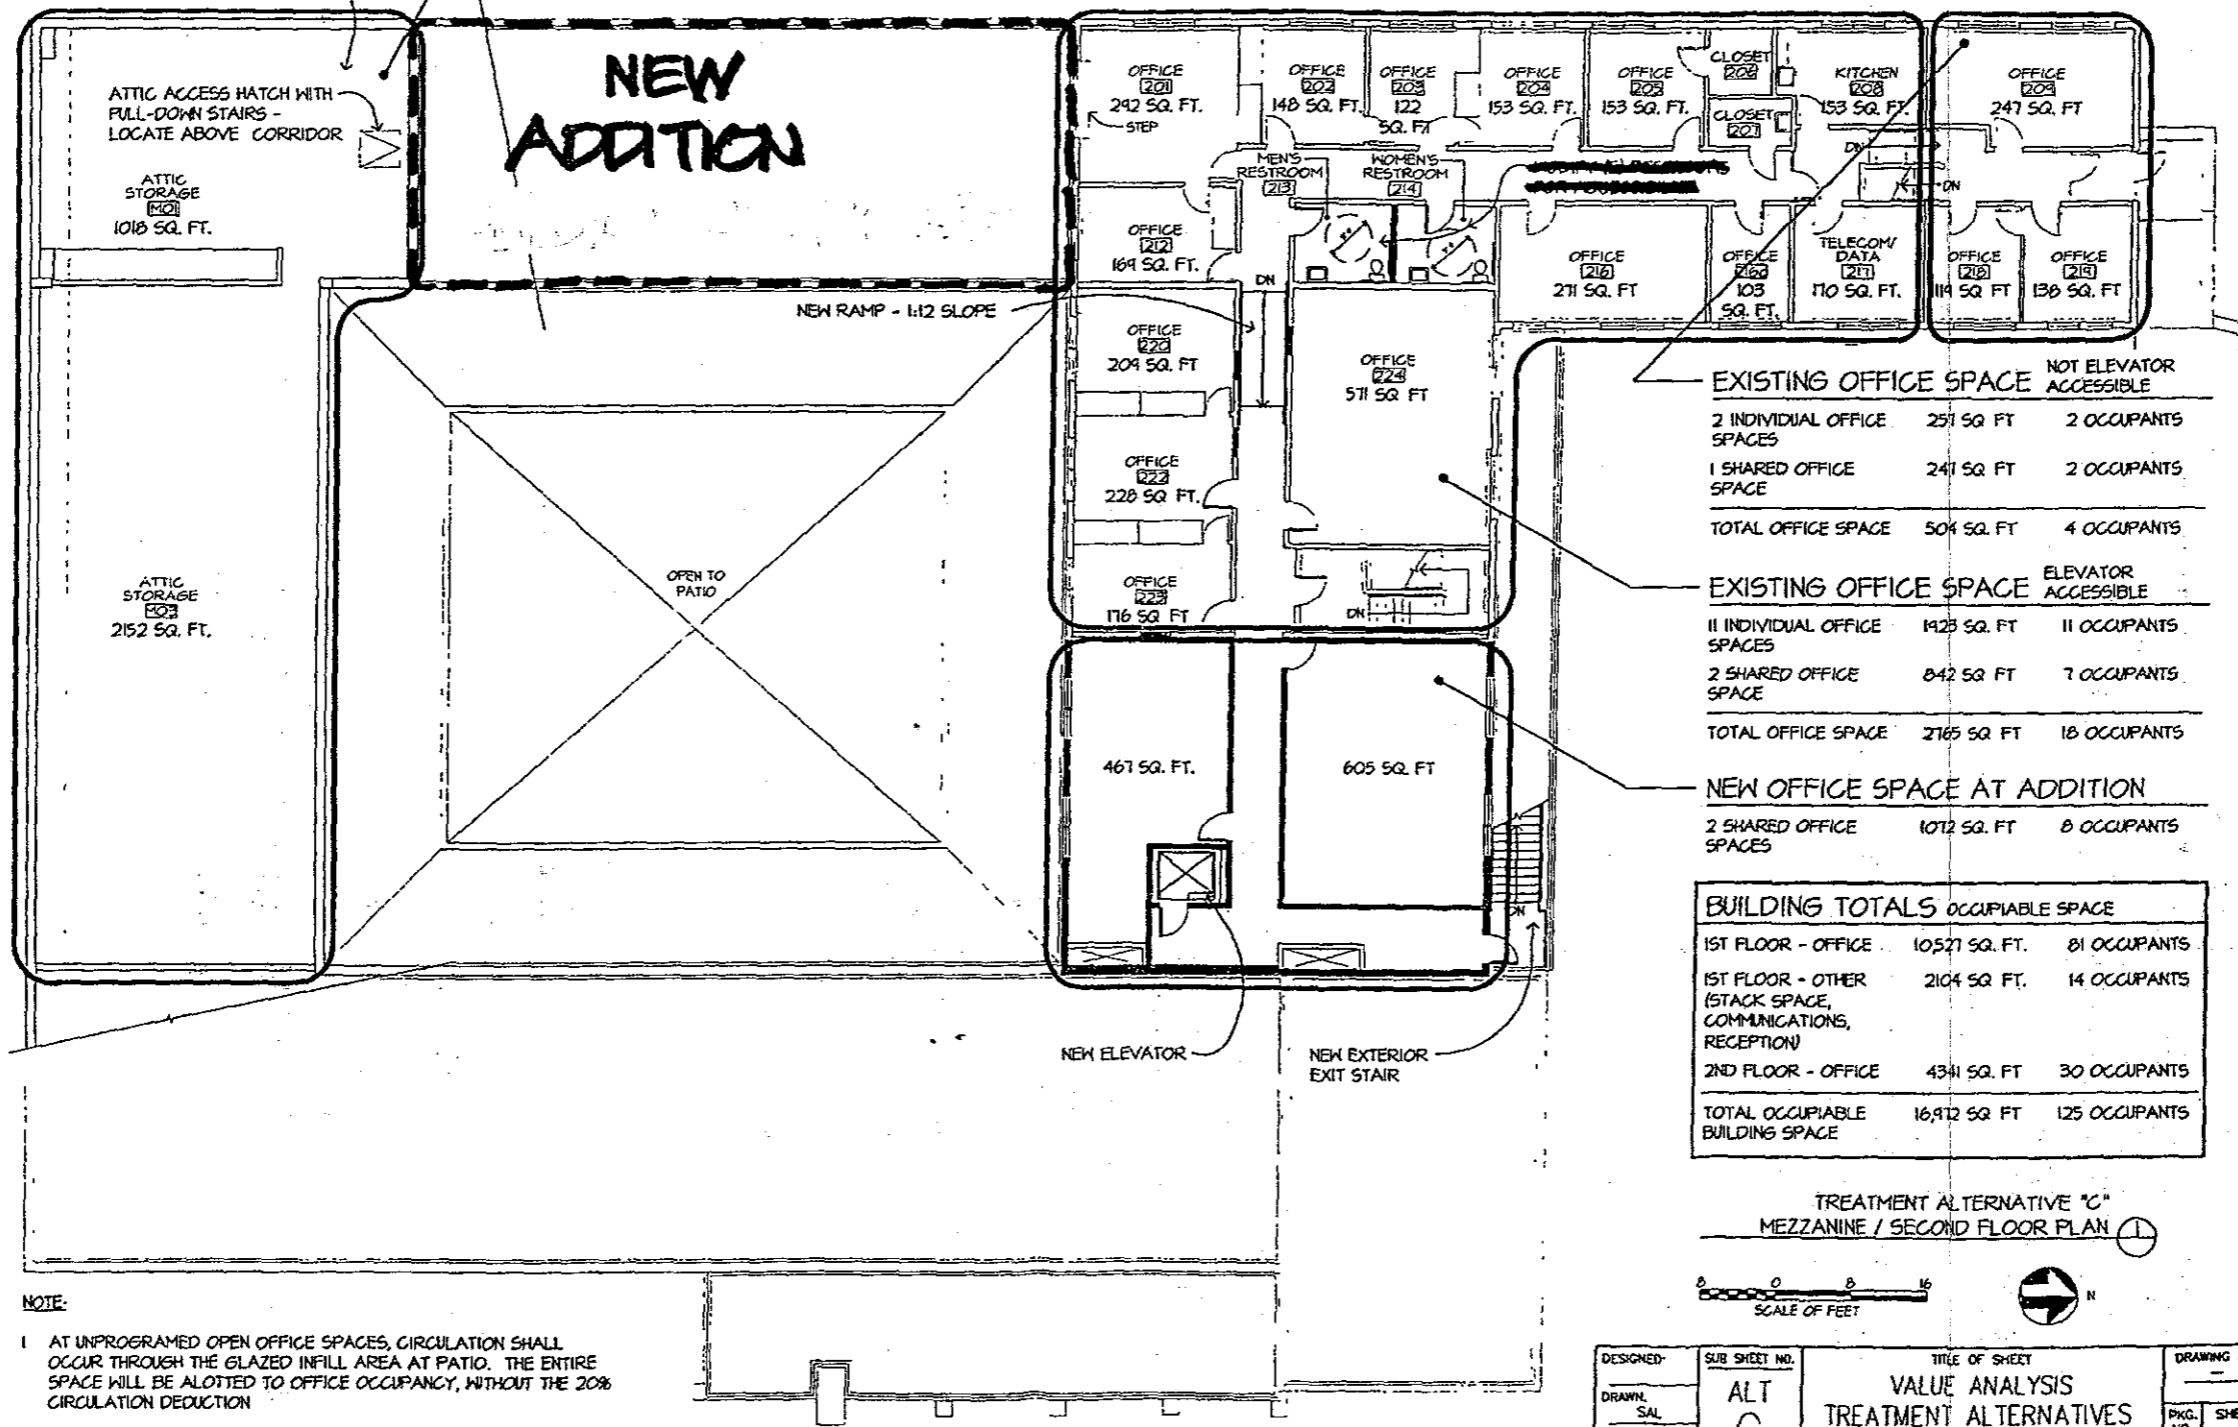 NEW
ADDITION
ATTIC ACCESS HATCH WITH
PULL-DOWN STAIRS -
LOCATE ABOVE CORRIDOR
ATTIC
STORAGE
M01
1018 SQ. FT.
ATTIC
STORAGE
M03
2152 SQ. FT.
OPEN TO
PATIO
NEW RAMP - 1:12 SLOPE
OFFICE
201
292 SQ. FT.
STEP
OFFICE
202
148 SQ. FT.
OFFICE
203
122
SQ. FT
OFFICE
204
153 SQ. FT.
OFFICE
205
153 SQ. FT.
CLOSET
206
CLOSET
207
KITCHEN
208
153 SQ. FT.
OFFICE
209
247 SQ. FT
MEN'S
RESTROOM
213
WOMEN'S
RESTROOM
214
DN
DN
OFFICE
212
169 SQ. FT.
DN
OFFICE
216
271 SQ. FT
OFFICE
103
SQ. FT.
TELECOM/
DATA
217
170 SQ. FT.
OFFICE
218
119 SQ. FT
OFFICE
219
138 SQ. FT.
OFFICE
220
209 SQ. FT
OFFICE
224
571 SQ FT
OFFICE
222
228 SQ FT.
OFFICE
223
176 SQ FT
DN
467 SQ. FT.
605 SQ. FT
DN
NEW ELEVATOR
NEW EXTERIOR
EXIT STAIR
EXISTING OFFICE SPACE NOT ELEVATOR
ACCESSIBLE
2 INDIVIDUAL OFFICE 257 SQ FT 2 OCCUPANTS
SPACES
1 SHARED OFFICE 247 SQ FT 2 OCCUPANTS
SPACE
TOTAL OFFICE SPACE 504 SQ. FT 4 OCCUPANTS
EXISTING OFFICE SPACE ELEVATOR
ACCESSIBLE
11 INDIVIDUAL OFFICE 1923 SQ. FT 11 OCCUPANTS
SPACES
2 SHARED OFFICE 842 SQ FT 7 OCCUPANTS
SPACE
TOTAL OFFICE SPACE 2765 SQ FT 18 OCCUPANTS
NEW OFFICE SPACE AT ADDITION
2 SHARED OFFICE 1072 SQ. FT 8 OCCUPANTS
SPACES
BUILDING TOTALS OCCUPIABLE SPACE
1ST FLOOR - OFFICE 10,527 SQ. FT. 81 OCCUPANTS
1ST FLOOR - OTHER 2104 SQ FT. 14 OCCUPANTS
(STACK SPACE,
COMMUNICATIONS,
RECEPTION)
2ND FLOOR - OFFICE 4341 SQ. FT 30 OCCUPANTS
TOTAL OCCUPIABLE 16,972 SQ FT 125 OCCUPANTS
BUILDING SPACE
TREATMENT ALTERNATIVE "C"
MEZZANINE / SECOND FLOOR PLAN 1
8 0 8 16
SCALE OF FEET
N
NOTE:
1 AT UNPROGRAMED OPEN OFFICE SPACES, CIRCULATION SHALL
OCCUR THROUGH THE GLAZED INFILL AREA AT PATIO. THE ENTIRE
SPACE WILL BE ALOTTED TO OFFICE OCCUPANCY, WITHOUT THE 20%
CIRCULATION DEDUCTION
DESIGNED:
DRAWN.
SAL
SUB SHEET NO.
ALT
C
TITLE OF SHEET
VALUE ANALYSIS
TREATMENT ALTERNATIVES
DRAWING
PKG.
SHE